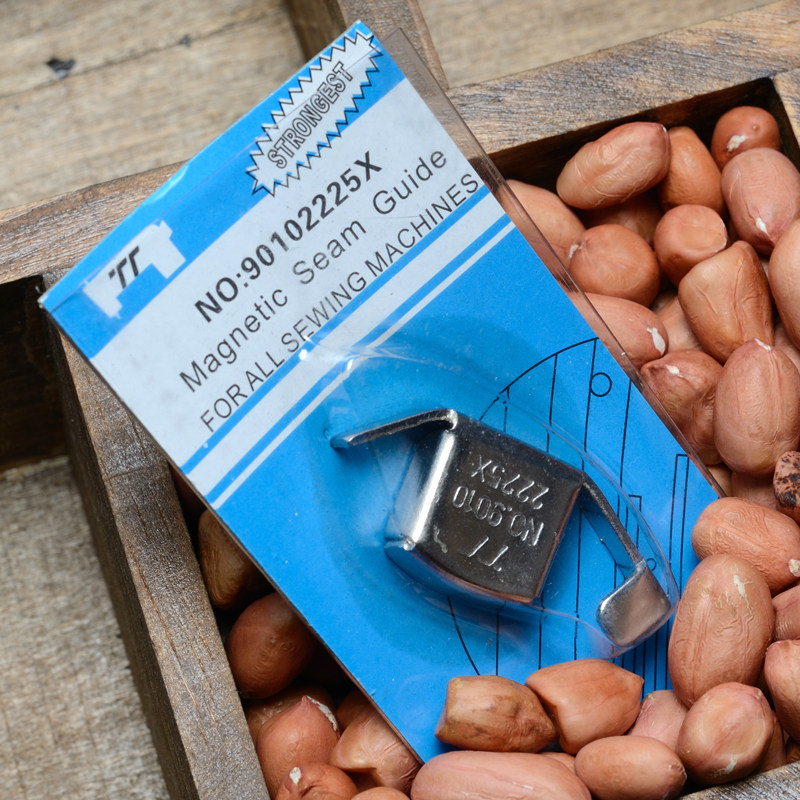 STRONGEST
TT
NO:90102225X
Magnetic Seam Guide
FOR ALL SEWING MACHINES
TT
NO.9010
2225X